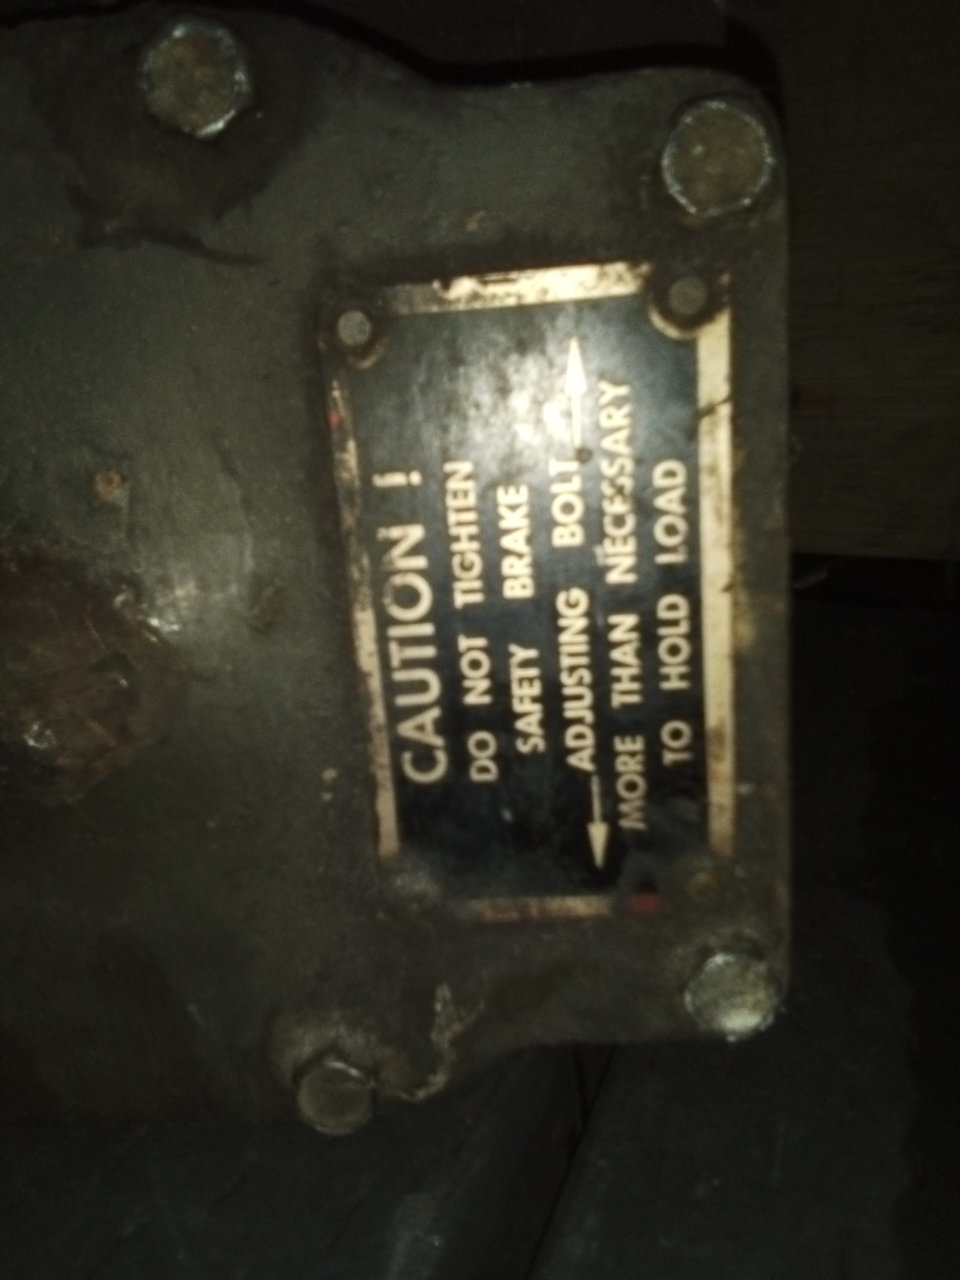 CAUTION !
DO NOT TIGHTEN
SAFETY BRAKE
ADJUSTING BOLT
MORE THAN NECESSARY
TO HOLD LOAD